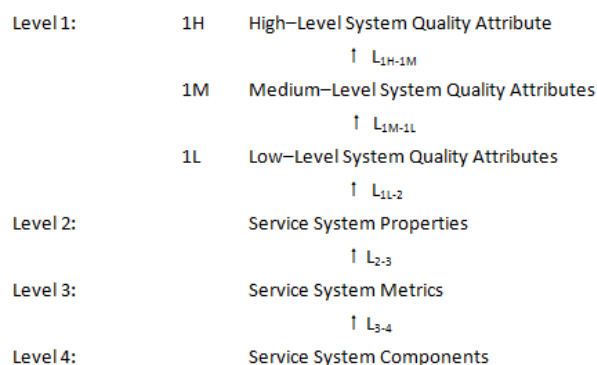 Level 1: 1H High–Level System Quality Attribute
↑ L1H-1M
1M Medium–Level System Quality Attributes
↑ L1M-1L
1L Low–Level System Quality Attributes
↑ L1L-2
Level 2: Service System Properties
↑ L2-3
Level 3: Service System Metrics
↑ L3-4
Level 4: Service System Components